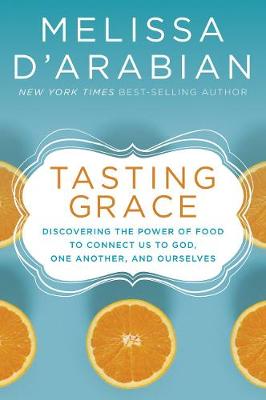 MELISSA
D'ARABIAN
NEW YORK TIMES BEST-SELLING AUTHOR
TASTING
GRACE
DISCOVERING THE POWER OF FOOD
TO CONNECT US TO GOD,
ONE ANOTHER, AND OURSELVES